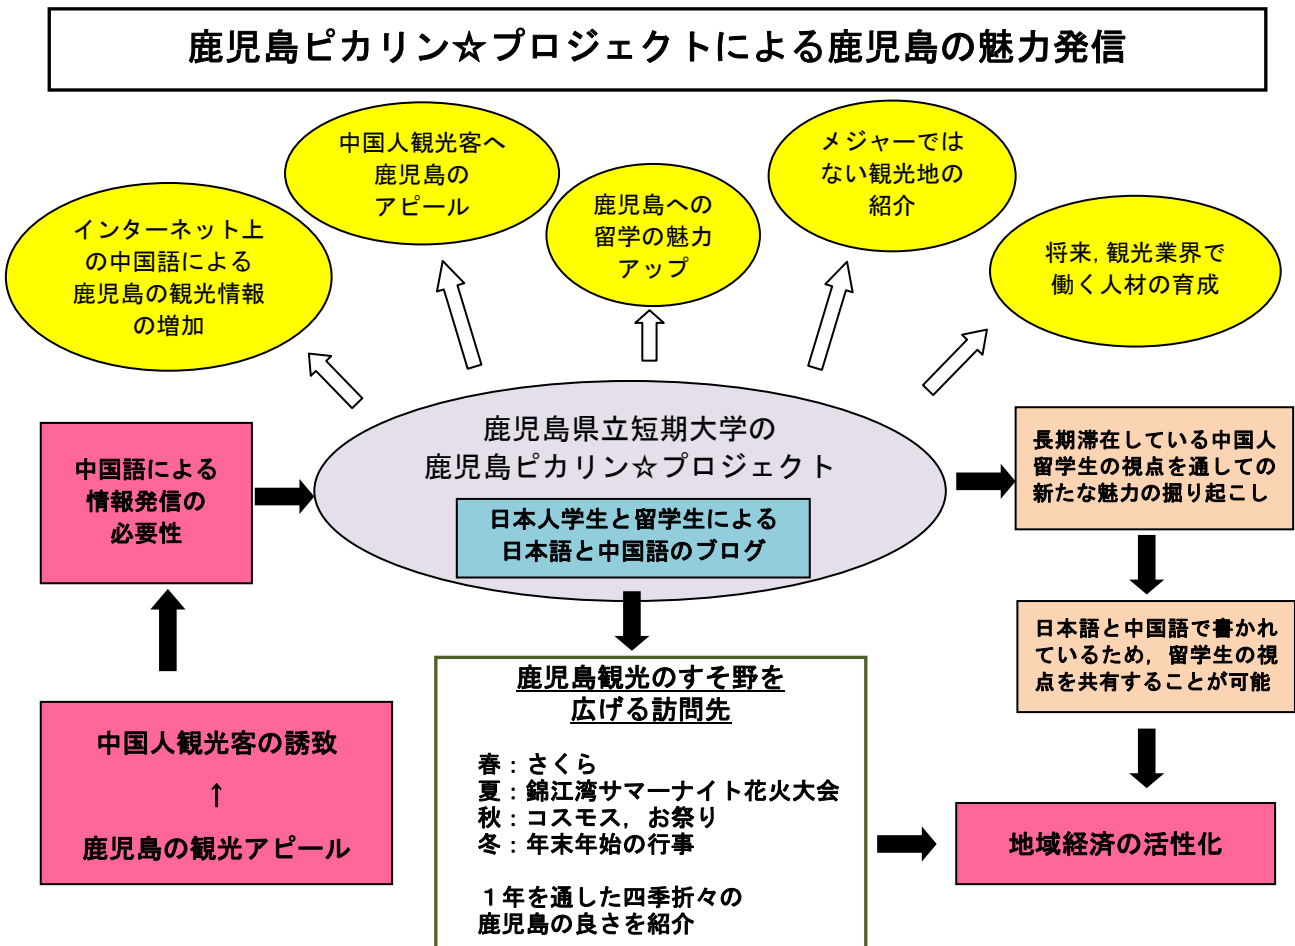 鹿児島ピカリン☆プロジェクトによる鹿児島の魅力発信
インターネット上
の中国語による
鹿児島の観光情報
の増加
中国人観光客へ
鹿児島の
アピール
鹿児島への
留学の魅力
アップ
メジャーでは
ない観光地の
紹介
将来,観光業界で
働く人材の育成
鹿児島県立短期大学の
鹿児島ピカリン☆プロジェクト
日本人学生と留学生による
日本語と中国語のブログ
中国語による
情報発信の
必要性
中国人観光客の誘致
↑
鹿児島の観光アピール
鹿児島観光のすそ野を
広げる訪問先
春：さくら
夏：錦江湾サマーナイト花火大会
秋：コスモス，お祭り
冬：年末年始の行事
１年を通した四季折々の
鹿児島の良さを紹介
長期滞在している中国人
留学生の視点を通しての
新たな魅力の掘り起こし
日本語と中国語で書かれ
ているため，留学生の視
点を共有することが可能
地域経済の活性化